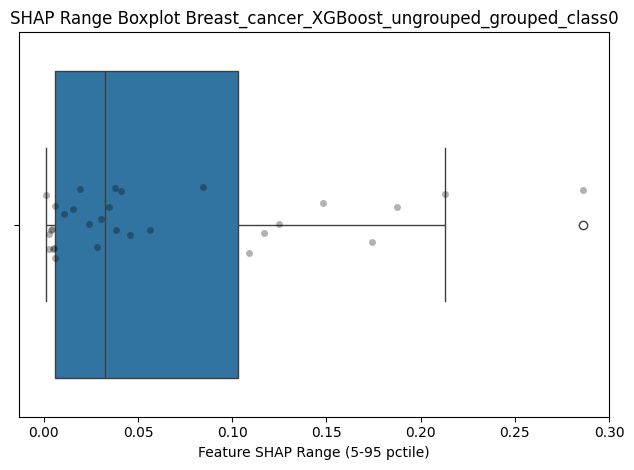 SHAP Range Boxplot Breast_cancer_XGBoost_ungrouped_grouped_class0
0.00 0.05 0.10 0.15 0.20 0.25 0.30
Feature SHAP Range (5-95 pctile)